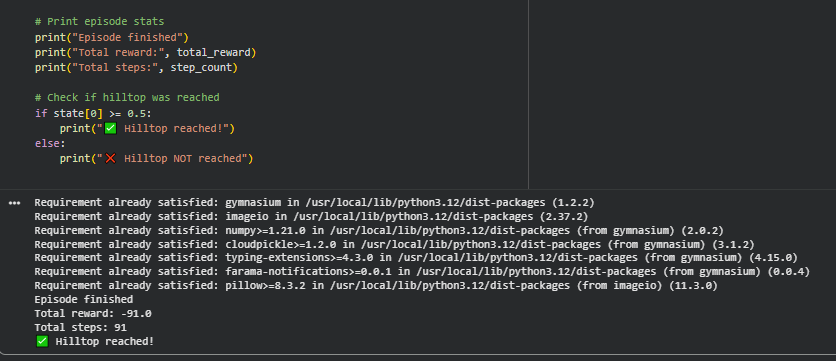 # Print episode stats
print("Episode finished")
print("Total reward:", total_reward)
print("Total steps:", step_count)
# Check if hilltop was reached
if state[0] >= 0.5:
print("✅ Hilltop reached!")
else:
print("❌ Hilltop NOT reached")
••• Requirement already satisfied: gymnasium in /usr/local/lib/python3.12/dist-packages (1.2.2)
Requirement already satisfied: imageio in /usr/local/lib/python3.12/dist-packages (2.37.2)
Requirement already satisfied: numpy>=1.21.0 in /usr/local/lib/python3.12/dist-packages (from gymnasium) (2.0.2)
Requirement already satisfied: cloudpickle>=1.2.0 in /usr/local/lib/python3.12/dist-packages (from gymnasium) (3.1.2)
Requirement already satisfied: typing-extensions>=4.3.0 in /usr/local/lib/python3.12/dist-packages (from gymnasium) (4.15.0)
Requirement already satisfied: farama-notifications>=0.0.1 in /usr/local/lib/python3.12/dist-packages (from gymnasium) (0.0.4)
Requirement already satisfied: pillow>=8.3.2 in /usr/local/lib/python3.12/dist-packages (from imageio) (11.3.0)
Episode finished
Total reward: -91.0
Total steps: 91
✅ Hilltop reached!